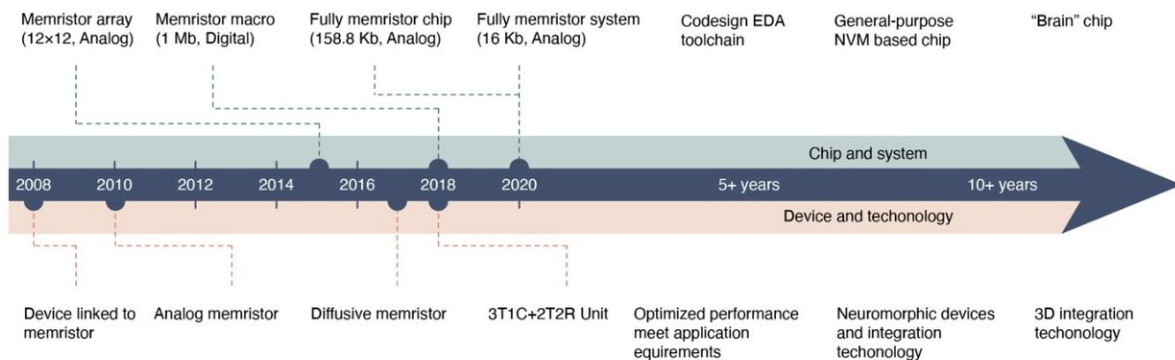 Memristor array
(12×12, Analog)
Memristor macro
(1 Mb, Digital)
Fully memristor chip
(158.8 Kb, Analog)
Fully memristor system
(16 Kb, Analog)
Codesign EDA
toolchain
General-purpose
NVM based chip
“Brain” chip
Chip and system
2008 2010 2012 2014 2016 2018 2020 5+ years 10+ years
Device and techonology
Device linked to
memristor
Analog memristor
Diffusive memristor
3T1C+2T2R Unit
Optimized performance
meet application
equirements
Neuromorphic devices
and integration
techonology
3D integration
techonology